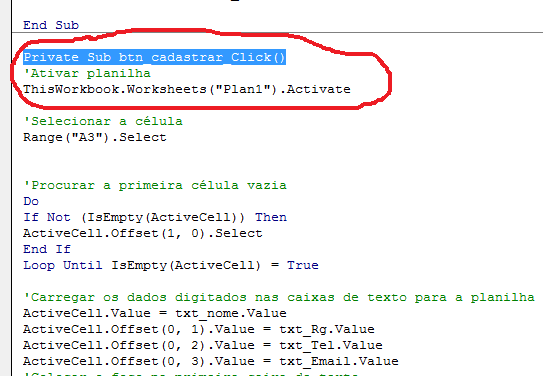 End Sub
Private Sub btn_cadastrar_Click()
'Ativar planilha
ThisWorkbook.Worksheets("Plan1").Activate
'Selecionar a célula
Range("A3").Select
'Procurar a primeira célula vazia
Do
If Not (IsEmpty(ActiveCell)) Then
ActiveCell.Offset(1, 0).Select
End If
Loop Until IsEmpty(ActiveCell) = True
'Carregar os dados digitados nas caixas de texto para a planilha
ActiveCell.Value = txt_nome.Value
ActiveCell.Offset(0, 1).Value = txt_Rg.Value
ActiveCell.Offset(0, 2).Value = txt_Tel.Value
ActiveCell.Offset(0, 3).Value = txt_Email.Value